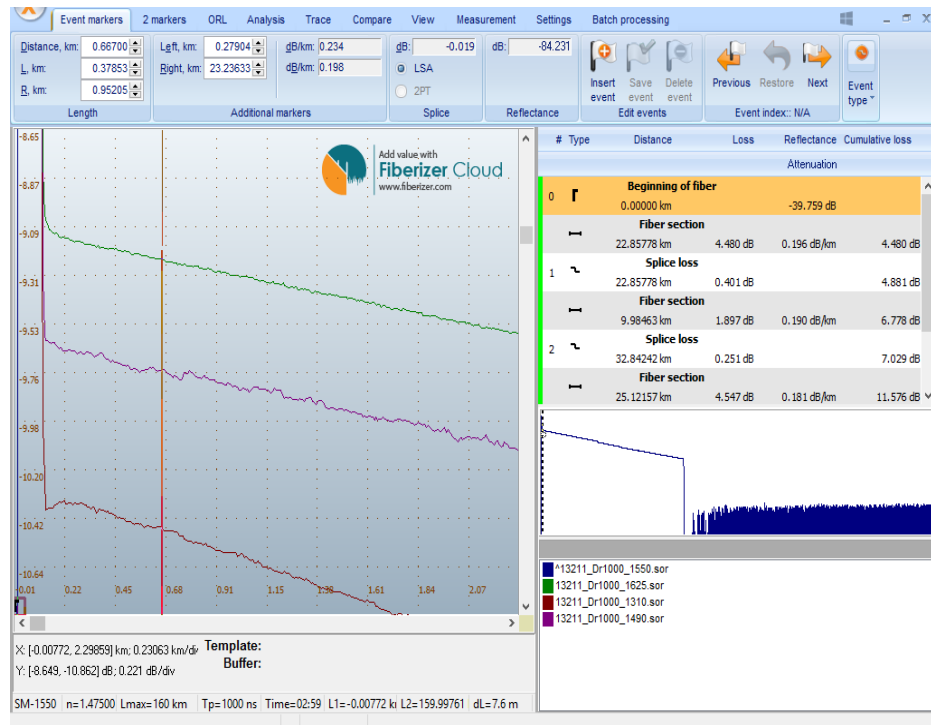 Event markers 2 markers ORL Analysis Trace Compare View Measurement Settings Batch processing
Distance, km: 0.66700 Left, km: 0.27904 dB/km: 0.234 dB: -0.019 dB: -84.231
L, km: 0.37853 Right, km: 23.23633 dB/km: 0.198 LSA
R, km: 0.95205 2PT
Insert event Save event Delete event Previous Restore Next Event type
Length Additional markers Splice Reflectance Edit events Event index:: N/A
-8.65
-8.87
-9.09
-9.31
-9.53
-9.76
-9.98
-10.20
-10.42
-10.64
0.01 0.22 0.45 0.68 0.91 1.15 1.38 1.61 1.84 2.07
Add value with
Fiberizer Cloud
www.fiberizer.com
# Type Distance Loss Reflectance Cumulative loss
Attenuation
0 Beginning of fiber
0.00000 km -39.759 dB
Fiber section
22.85778 km 4.480 dB 0.196 dB/km 4.480 dB
1 Splice loss
22.85778 km 0.401 dB 4.881 dB
Fiber section
9.98463 km 1.897 dB 0.190 dB/km 6.778 dB
2 Splice loss
32.84242 km 0.251 dB 7.029 dB
Fiber section
25.12157 km 4.547 dB 0.181 dB/km 11.576 dB
^13211_Dr1000_1550.sor
13211_Dr1000_1625.sor
13211_Dr1000_1310.sor
13211_Dr1000_1490.sor
X: [-0.00772, 2.29859] km; 0.23063 km/div Template:
Buffer:
Y: [-8.649, -10.862] dB; 0.221 dB/div
SM-1550 n=1.47500 Lmax=160 km Tp=1000 ns Time=02:59 L1=-0.00772 ki L2=159.99761 dL=7.6 m